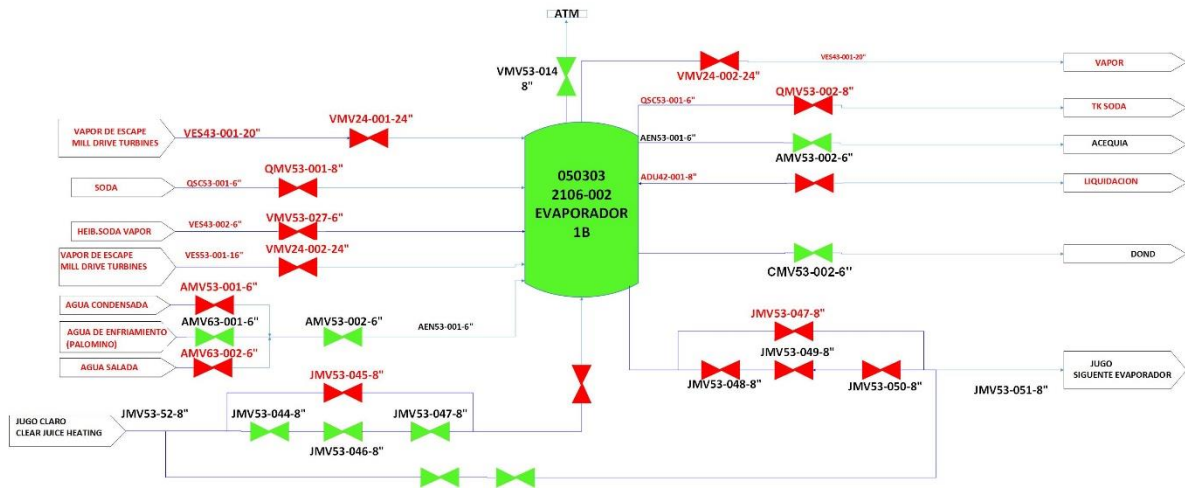 ATM
VMV53-014
8"
VMV24-002-24"
VES43-001-20"
VAPOR
QSC53-001-6"
QMV53-002-8"
TK SODA
VAPOR DE ESCAPE
MILL DRIVE TURBINES
VES43-001-20"
VMV24-001-24"
AEN53-001-6"
AMV53-002-6"
ACEQUIA
SODA
QSC53-001-6"
QMV53-001-8"
050303
2106-002
EVAPORADOR
1B
ADU42-001-8"
LIQUIDACION
HEIB.SODA VAPOR
VES43-002-6"
VMV53-027-6"
VAPOR DE ESCAPE
MILL DRIVE TURBINES
VES53-001-16"
VMV24-002-24"
CMV53-002-6"
DOND
AGUA CONDENSADA
AMV53-001-6"
AGUA DE ENFRIAMIENTO
(PALOMINO)
AMV63-001-6"
AMV53-002-6"
AEN53-001-6"
AGUA SALADA
AMV63-002-6"
JMV53-047-8"
JMV53-049-8"
JMV53-048-8"
JMV53-050-8"
JMV53-051-8"
JUGO
SIGUENTE EVAPORADOR
JMV53-045-8"
JUGO CLARO
CLEAR JUICE HEATING
JMV53-52-8"
JMV53-044-8"
JMV53-047-8"
JMV53-046-8"